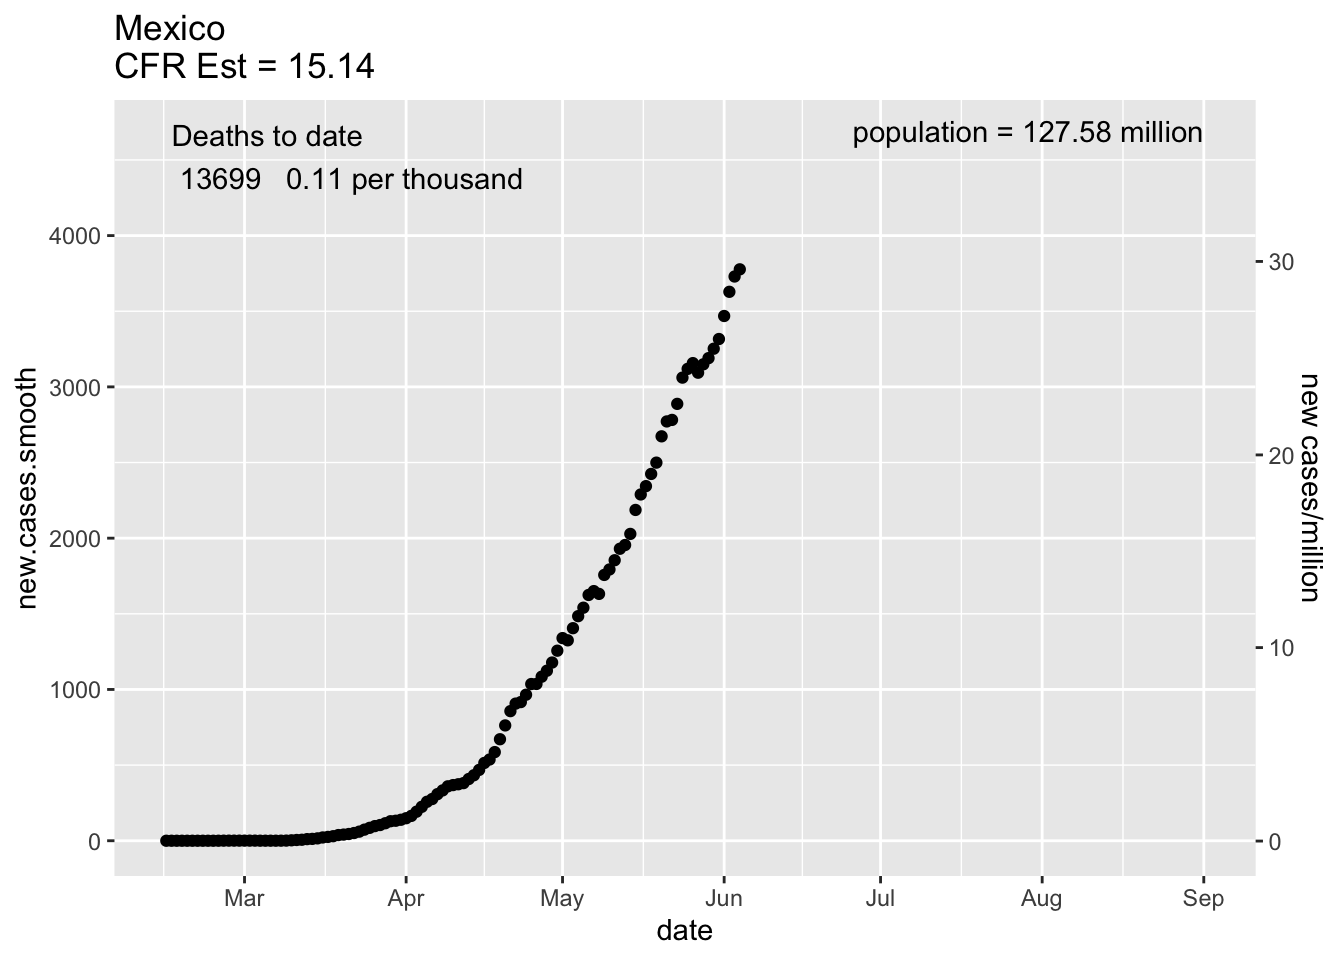 Mexico
CFR Est = 15.14
Deaths to date
13699   0.11 per thousand
population = 127.58 million
new.cases.smooth
4000
3000
2000
1000
0
30
20
10
0
new cases/million
Mar
Apr
May
Jun
Jul
Aug
Sep
date